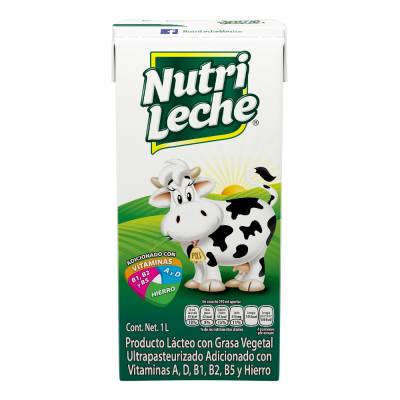 NutriLecheMexico
Nutri
Leche®
ADICIONADO CON
VITAMINAS
B1, B2
y B5
A y D
HIERRO
Cont. Net. 1 L
Producto Lácteo con Grasa Vegetal
Ultrapasteurizado Adicionado con
Vitaminas A, D, B1, B2, B5 y Hierro